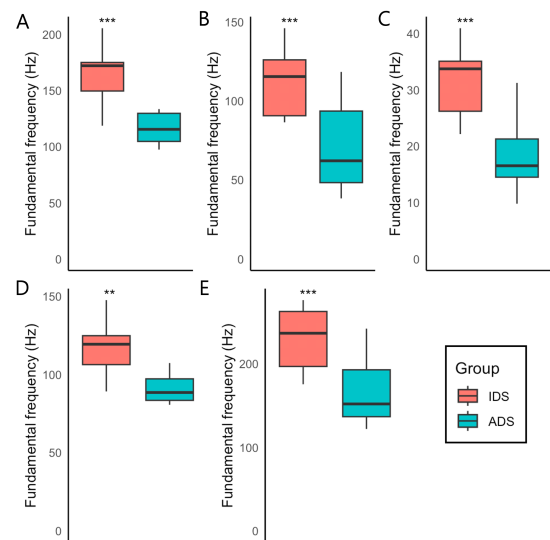 A
Fundamental frequency (Hz)
200
150
100
50
0
***
B
Fundamental frequency (Hz)
150
100
50
0
***
C
Fundamental frequency (Hz)
40
30
20
10
0
***
D
Fundamental frequency (Hz)
150
100
50
0
**
E
Fundamental frequency (Hz)
200
100
0
***
Group
IDS
ADS